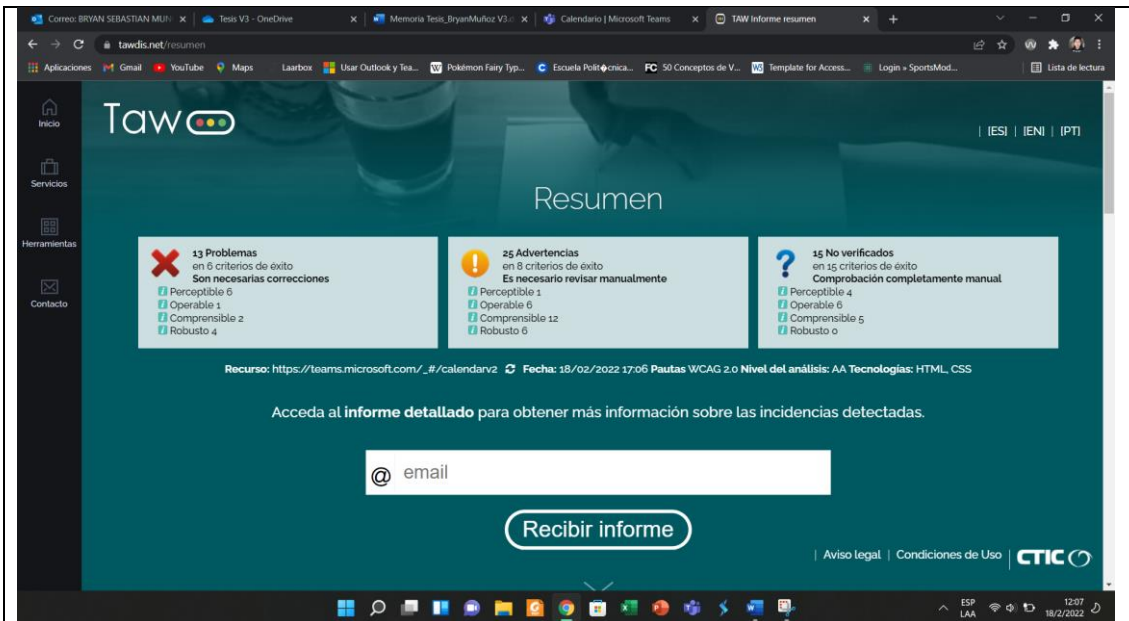 Correo: BRYAN SEBASTIAN MUN
Tesis V3 - OneDrive
Memoria Tesis_BryanMuñoz V3.
Calendario | Microsoft Teams
TAW Informe resumen
tawdis.net/resumen
Aplicaciones
Gmail
YouTube
Maps
Laarbox
Usar Outlook y Tea...
Pokémon Fairy Typ...
Escuela Polit�cnica...
50 Conceptos de V...
Template for Access...
Login » SportsMod...
Lista de lectura
Inicio
Servicios
Herramientas
Contacto
Taw
| [ES] | [EN] | [PT]
Resumen
13 Problemas
en 6 criterios de éxito
Son necesarias correcciones
Perceptible 6
Operable 1
Comprensible 2
Robusto 4
25 Advertencias
en 8 criterios de éxito
Es necesario revisar manualmente
Perceptible 1
Operable 6
Comprensible 12
Robusto 6
15 No verificados
en 15 criterios de éxito
Comprobación completamente manual
Perceptible 4
Operable 6
Comprensible 5
Robusto 0
Recurso: https://teams.microsoft.com/_#/calendarv2 Fecha: 18/02/2022 17:06 Pautas WCAG 2.0 Nivel del análisis: AA Tecnologías: HTML, CSS
Acceda al informe detallado para obtener más información sobre las incidencias detectadas.
@ email
Recibir informe
| Aviso legal | Condiciones de Uso | CTIC
ESP
LAA
12:07
18/2/2022